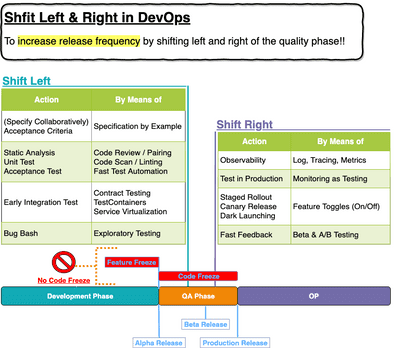 Shfit Left & Right in DevOps
To increase release frequency by shifting left and right of the quality phase!!
Shift Left
Action
By Means of
(Specify Collaboratively)
Acceptance Criteria
Specification by Example
Static Analysis
Unit Test
Acceptance Test
Code Review / Pairing
Code Scan / Linting
Fast Test Automation
Early Integration Test
Contract Testing
TestContainers
Service Virtualization
Bug Bash
Exploratory Testing
Shift Right
Action
By Means of
Observability
Log, Tracing, Metrics
Test in Production
Monitoring as Testing
Staged Rollout
Canary Release
Dark Launching
Feature Toggles (On/Off)
Fast Feedback
Beta & A/B Testing
No Code Freeze
Feature Freeze
Code Freeze
Development Phase
QA Phase
OP
Beta Release
Alpha Release
Production Release